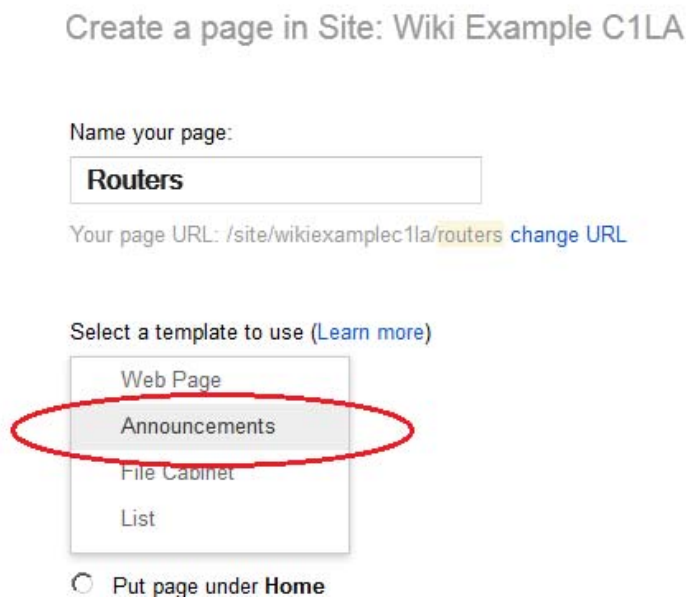 Create a page in Site: Wiki Example C1LA
Name your page:
Routers
Your page URL: /site/wikiexamplec1la/routers change URL
Select a template to use (Learn more)
Web Page
Announcements
File Cabinet
List
Put page under Home